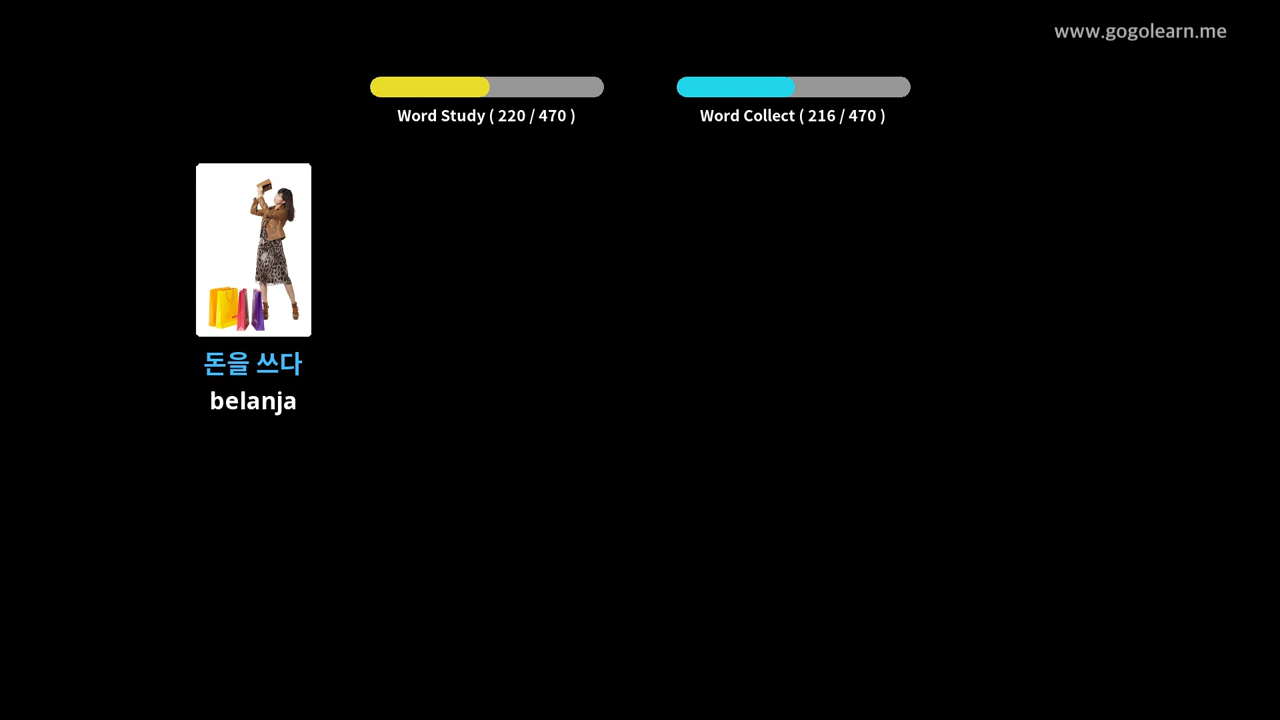 www.gogolearn.me
Word Study ( 220 / 470 )
Word Collect ( 216 / 470 )
돈을 쓰다
belanja